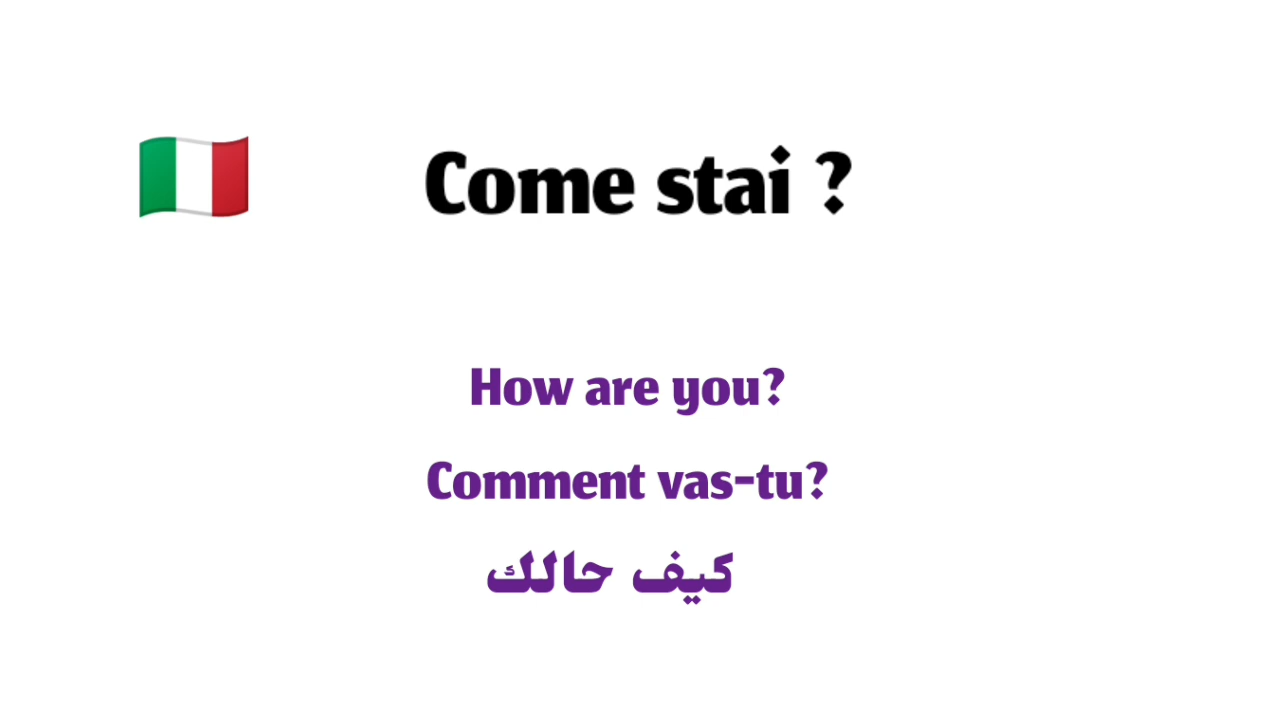 Come stai ?
How are you?
Comment vas-tu?
كيف حالك